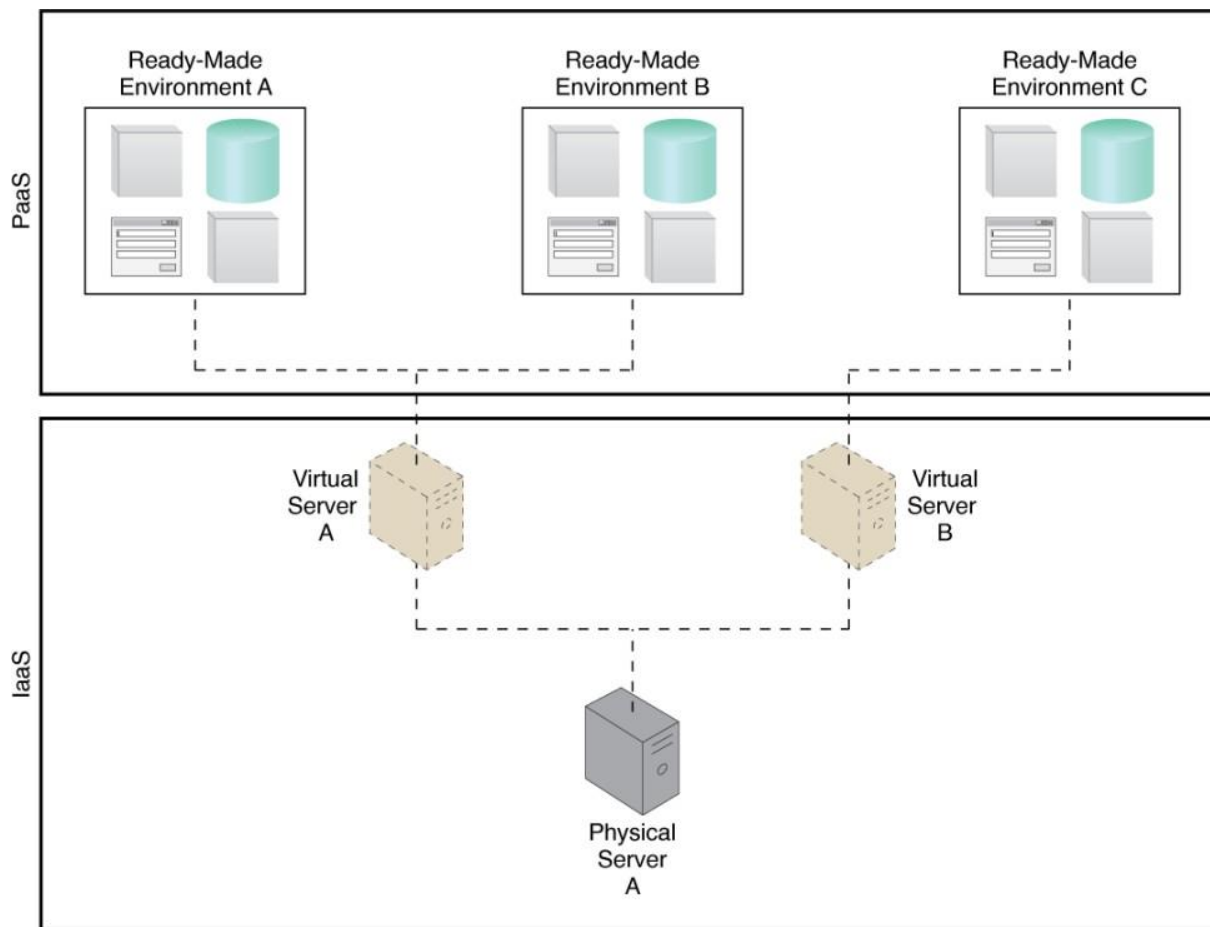 Ready-Made
Environment A
Ready-Made
Environment B
Ready-Made
Environment C
PaaS
Virtual
Server
A
Virtual
Server
B
IaaS
Physical
Server
A